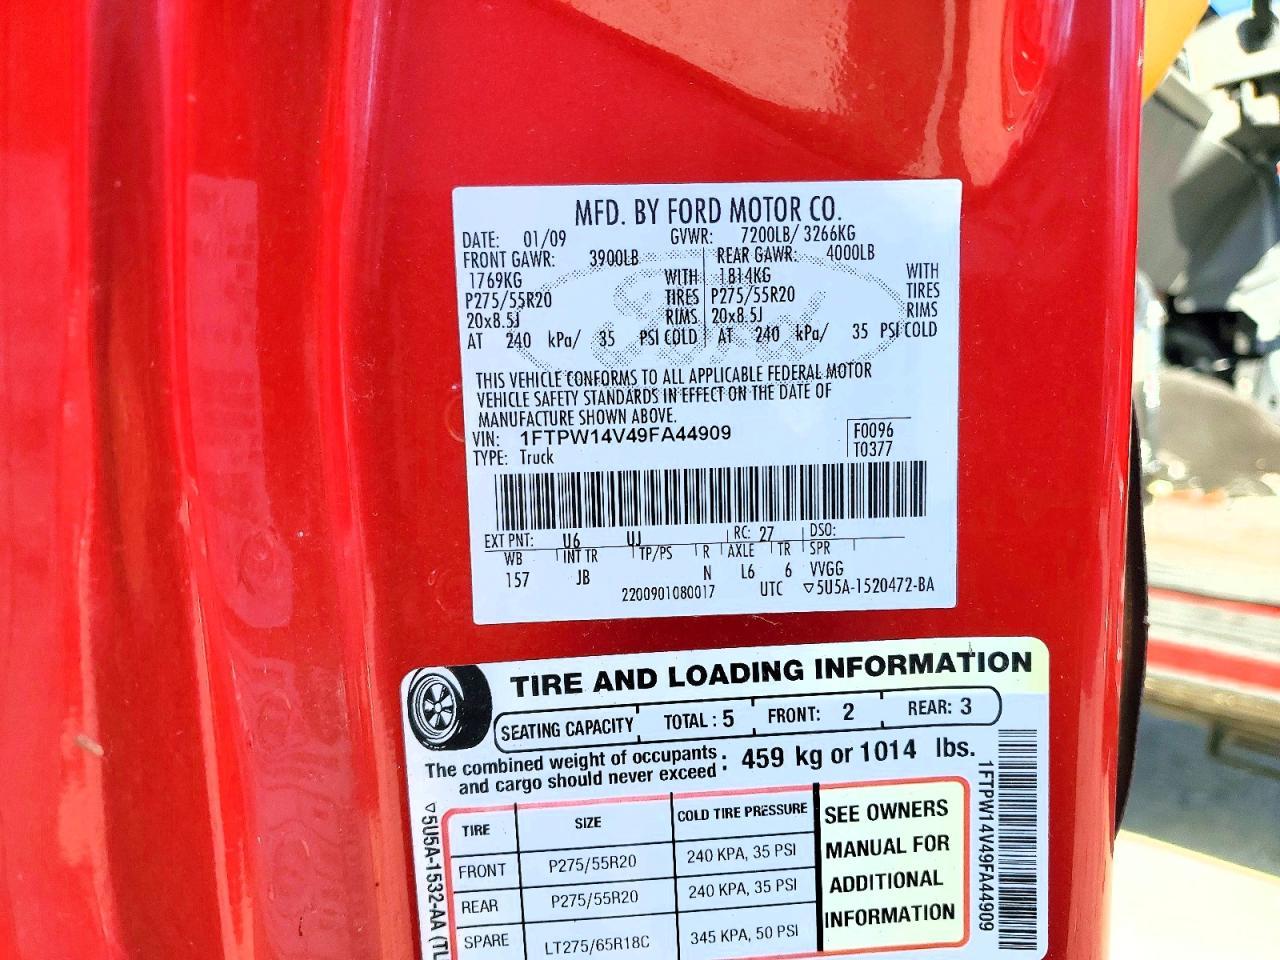 MFD. BY FORD MOTOR CO.
DATE: 01/09 GVWR: 7200LB/ 3266KG
FRONT GAWR: 3900LB REAR GAWR: 4000LB
1769KG WITH 1814KG WITH
P275/55R20 TIRES P275/55R20 TIRES
20x8.5J RIMS 20x8.5J RIMS
AT 240 kPa/ 35 PSI COLD AT 240 kPa/ 35 PSI COLD
THIS VEHICLE CONFORMS TO ALL APPLICABLE FEDERAL MOTOR
VEHICLE SAFETY STANDARDS IN EFFECT ON THE DATE OF
MANUFACTURE SHOWN ABOVE.
VIN: 1FTPW14V49FA44909 F0096
TYPE: Truck T0377
EXT PNT: U6 UJ RC: 27 DSO:
WB INT TR TP/PS R AXLE TR SPR
157 JB N L6 6 VVGG
2200901080017 UTC ▽5U5A-1520472-BA
TIRE AND LOADING INFORMATION
SEATING CAPACITY TOTAL: 5 FRONT: 2 REAR: 3
The combined weight of occupants
and cargo should never exceed : 459 kg or 1014 lbs.
TIRE SIZE COLD TIRE PRESSURE
FRONT P275/55R20 240 KPA, 35 PSI
REAR P275/55R20 240 KPA, 35 PSI
SPARE LT275/65R18C 345 KPA, 50 PSI
SEE OWNERS
MANUAL FOR
ADDITIONAL
INFORMATION
▽5U5A-1532-AA (TL
1FTPW14V49FA44909